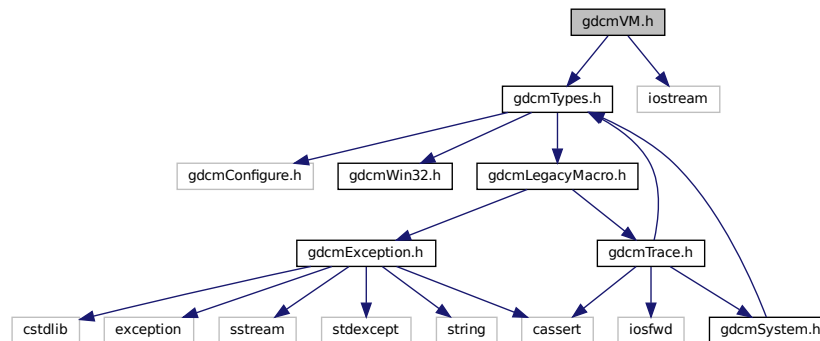 gdcmVM.h
gdcmTypes.h
iostream
gdcmConfigure.h
gdcmWin32.h
gdcmLegacyMacro.h
gdcmException.h
gdcmTrace.h
cstdlib
exception
sstream
stdexcept
string
cassert
iosfwd
gdcmSystem.h